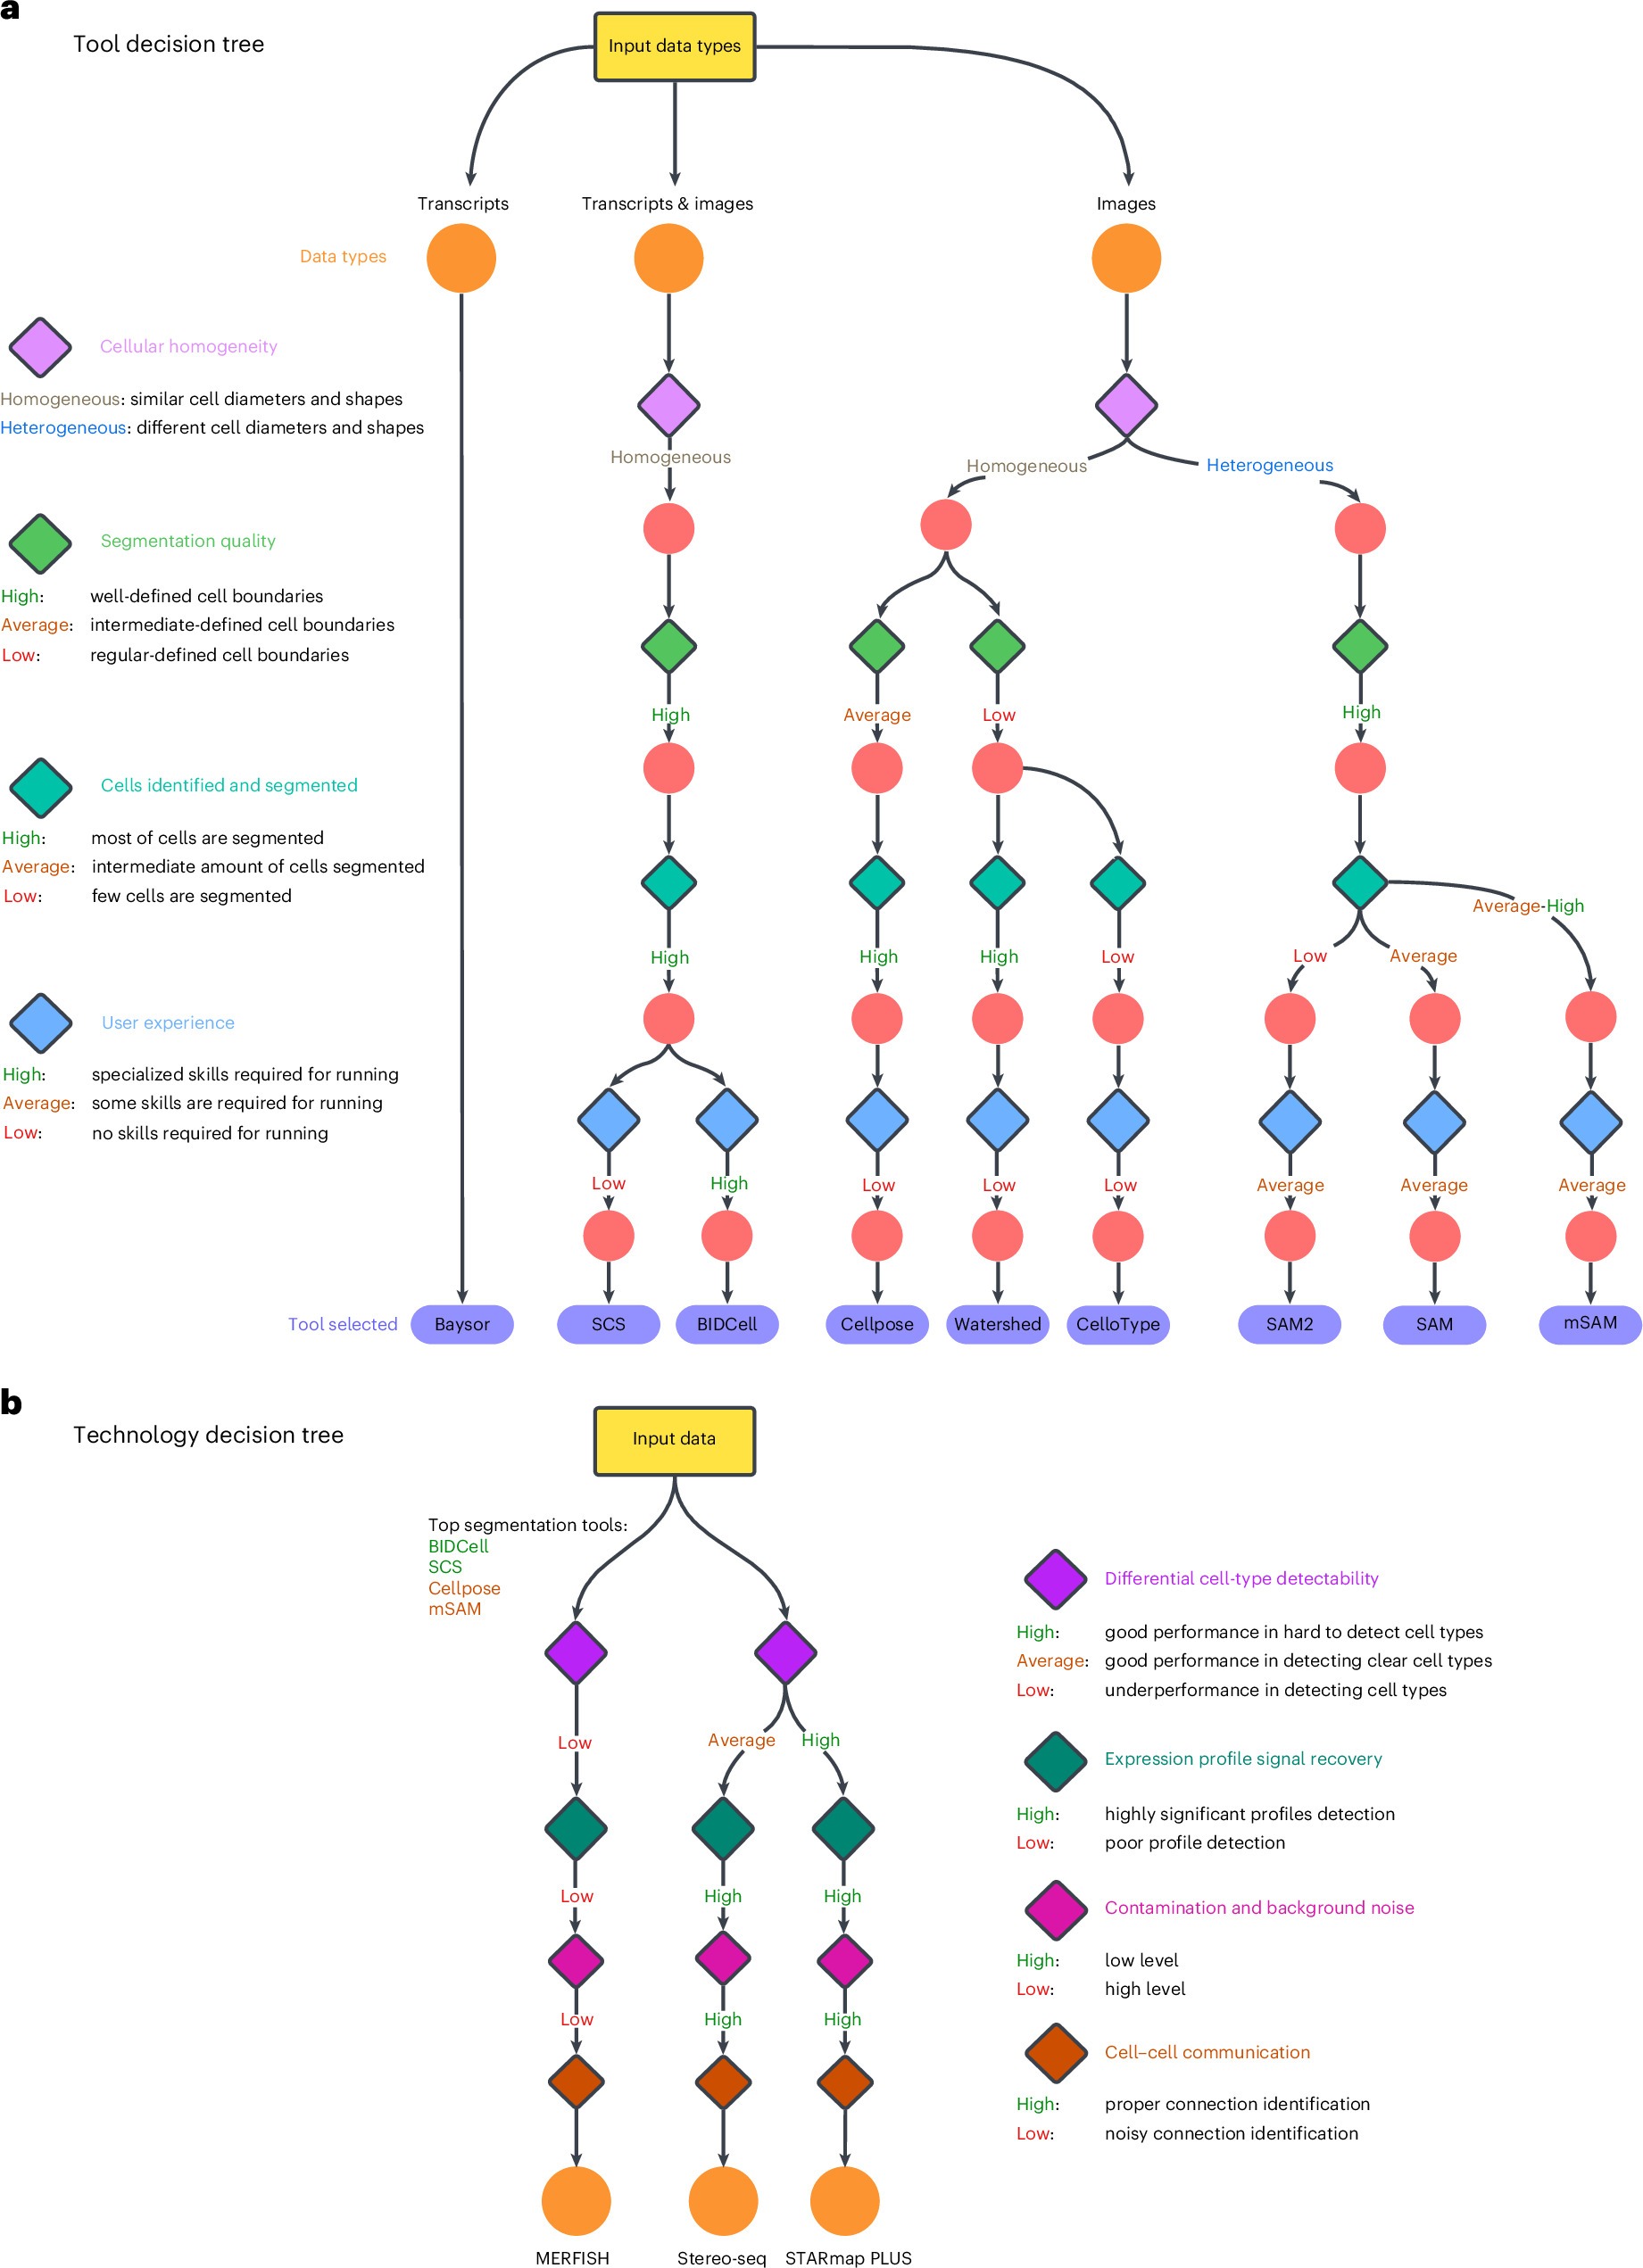 a
Tool decision tree
Input data types
Transcripts
Transcripts & images
Images
Data types
Cellular homogeneity
Homogeneous: similar cell diameters and shapes
Heterogeneous: different cell diameters and shapes
Homogeneous
Homogeneous
Heterogeneous
Segmentation quality
High: well-defined cell boundaries
Average: intermediate-defined cell boundaries
Low: regular-defined cell boundaries
High
Average
Low
High
Cells identified and segmented
High: most of cells are segmented
Average: intermediate amount of cells segmented
Low: few cells are segmented
High
High
High
Low
Low
Average
Average-High
User experience
High: specialized skills required for running
Average: some skills are required for running
Low: no skills required for running
Low
High
Low
Low
Low
Average
Average
Average
Tool selected
Baysor
SCS
BIDCell
Cellpose
Watershed
CelloType
SAM2
SAM
mSAM
b
Technology decision tree
Input data
Top segmentation tools:
BIDCell
SCS
Cellpose
mSAM
Low
Average
High
Low
High
High
Low
High
High
MERFISH
Stereo-seq
STARmap PLUS
Differential cell-type detectability
High: good performance in hard to detect cell types
Average: good performance in detecting clear cell types
Low: underperformance in detecting cell types
Expression profile signal recovery
High: highly significant profiles detection
Low: poor profile detection
Contamination and background noise
High: low level
Low: high level
Cell–cell communication
High: proper connection identification
Low: noisy connection identification